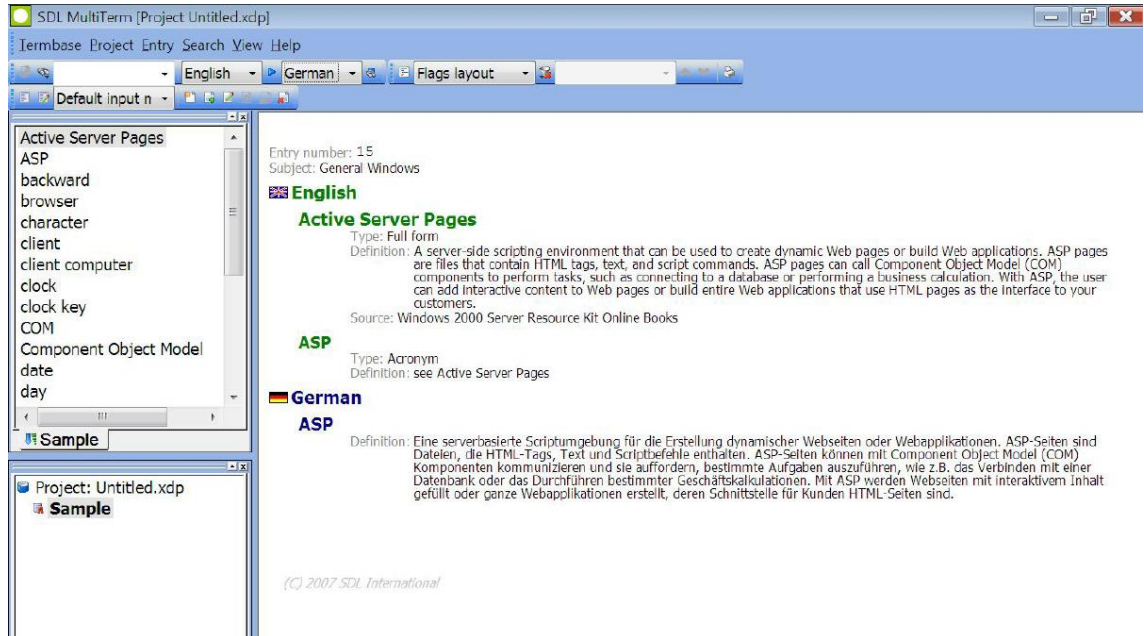 SDL MultiTerm [Project Untitled.xdp]
Termbase Project Entry Search View Help
English German Flags layout
Default input n
Active Server Pages
ASP
backward
browser
character
client
client computer
clock
clock key
COM
Component Object Model
date
day
Sample
Project: Untitled.xdp
Sample
Entry number: 15
Subject: General Windows
English
Active Server Pages
Type: Full form
Definition: A server-side scripting environment that can be used to create dynamic Web pages or build Web applications. ASP pages
are files that contain HTML tags, text, and script commands. ASP pages can call Component Object Model (COM)
components to perform tasks, such as connecting to a database or performing a business calculation. With ASP, the user
can add interactive content to Web pages or build entire Web applications that use HTML pages as the interface to your
customers.
Source: Windows 2000 Server Resource Kit Online Books
ASP
Type: Acronym
Definition: see Active Server Pages
German
ASP
Definition: Eine serverbasierte Scriptumgebung für die Erstellung dynamischer Webseiten oder Webapplikationen. ASP-Seiten sind
Dateien, die HTML-Tags, Text und Scriptbefehle enthalten. ASP-Seiten können mit Component Object Model (COM)
Komponenten kommunizieren und sie auffordern, bestimmte Aufgaben auszuführen, wie z.B. das Verbinden mit einer
Datenbank oder das Durchführen bestimmter Geschäftskalkulationen. Mit ASP werden Webseiten mit interaktivem Inhalt
gefüllt oder ganze Webapplikationen erstellt, deren Schnittstelle für Kunden HTML-Seiten sind.
(C) 2007 SDL International